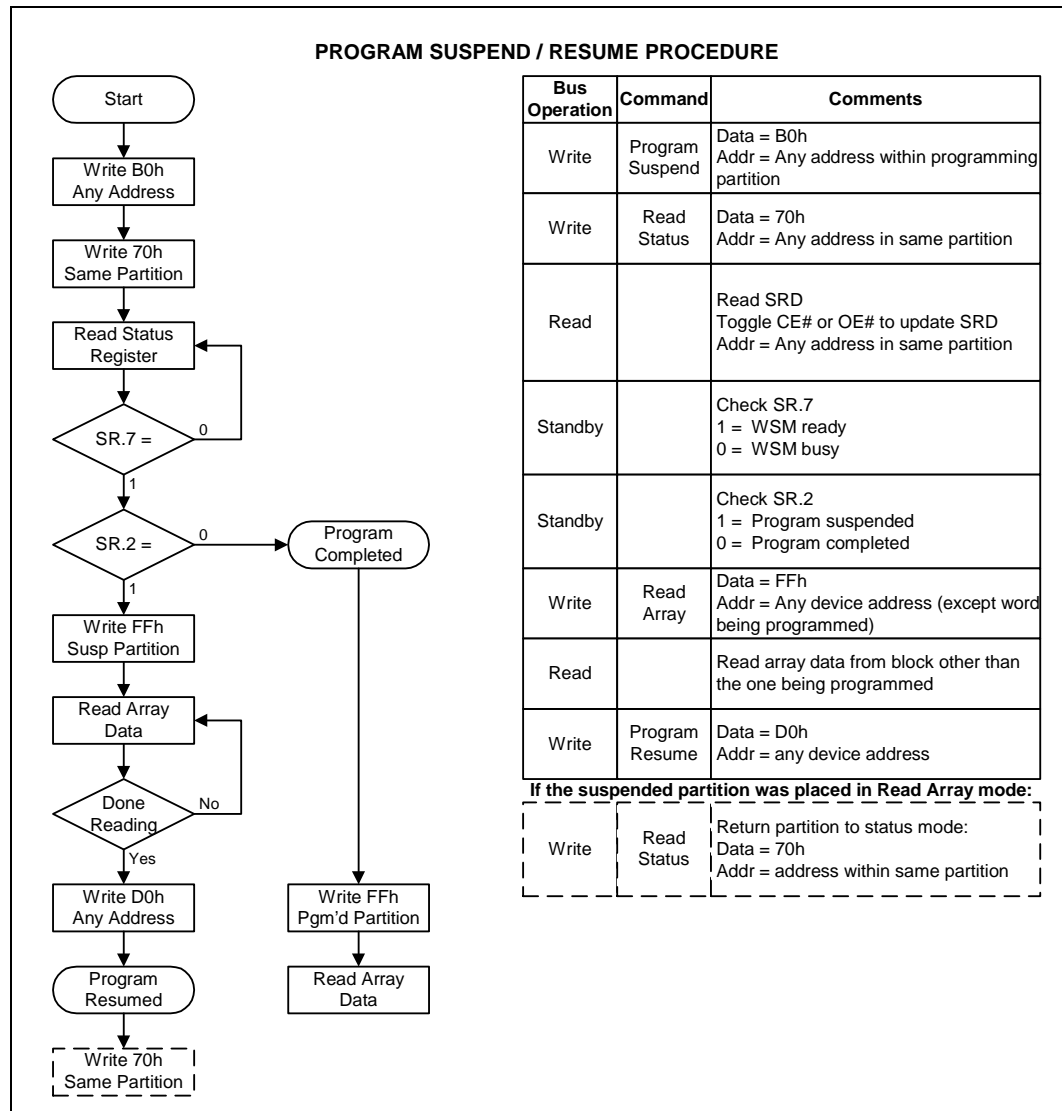 PROGRAM SUSPEND / RESUME PROCEDURE
Start
Write B0h
Any Address
Write 70h
Same Partition
Read Status
Register
SR.7 =
0
1
SR.2 =
0
1
Program
Completed
Write FFh
Susp Partition
Read Array
Data
Done
Reading
No
Yes
Write D0h
Any Address
Program
Resumed
Write 70h
Same Partition
Write FFh
Pgm'd Partition
Read Array
Data
Bus
Operation
Command
Comments
Write
Program
Suspend
Data = B0h
Addr = Any address within programming
partition
Write
Read
Status
Data = 70h
Addr = Any address in same partition
Read
Read SRD
Toggle CE# or OE# to update SRD
Addr = Any address in same partition
Standby
Check SR.7
1 = WSM ready
0 = WSM busy
Standby
Check SR.2
1 = Program suspended
0 = Program completed
Write
Read
Array
Data = FFh
Addr = Any device address (except word
being programmed)
Read
Read array data from block other than
the one being programmed
Write
Program
Resume
Data = D0h
Addr = any device address
If the suspended partition was placed in Read Array mode:
Write
Read
Status
Return partition to status mode:
Data = 70h
Addr = address within same partition